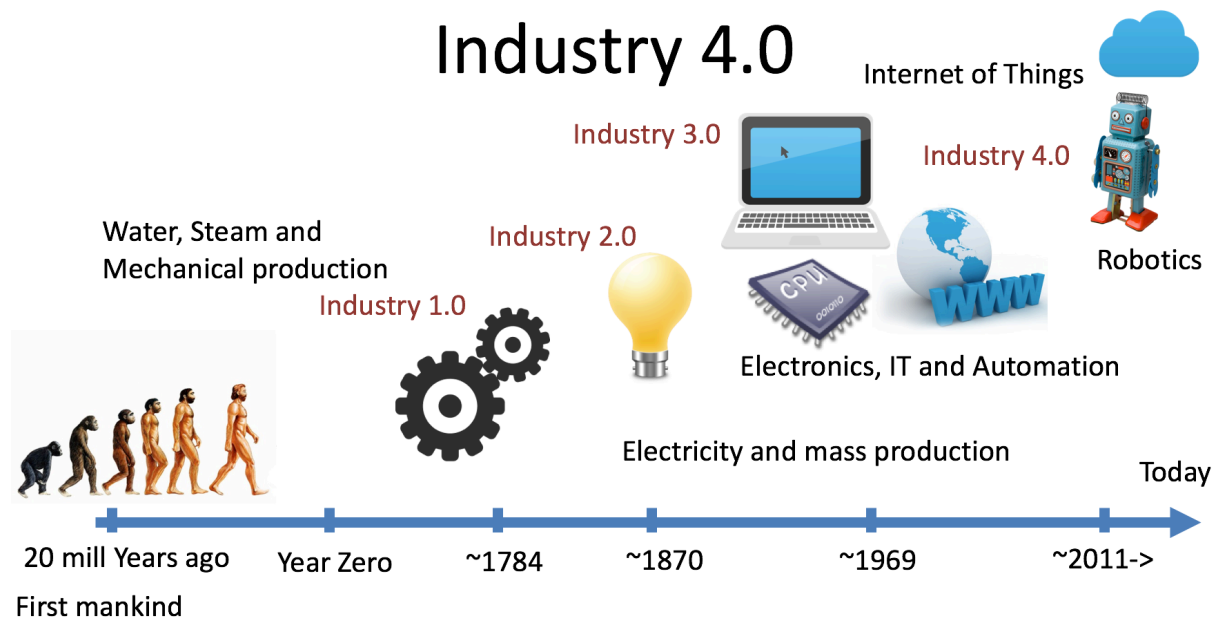 Industry 4.0
Internet of Things
Industry 3.0
Industry 4.0
Water, Steam and
Mechanical production
Industry 2.0
Robotics
Industry 1.0
CPU
0010110
WWW
Electronics, IT and Automation
Electricity and mass production
Today
20 mill Years ago
Year Zero
~1784
~1870
~1969
~2011->
First mankind